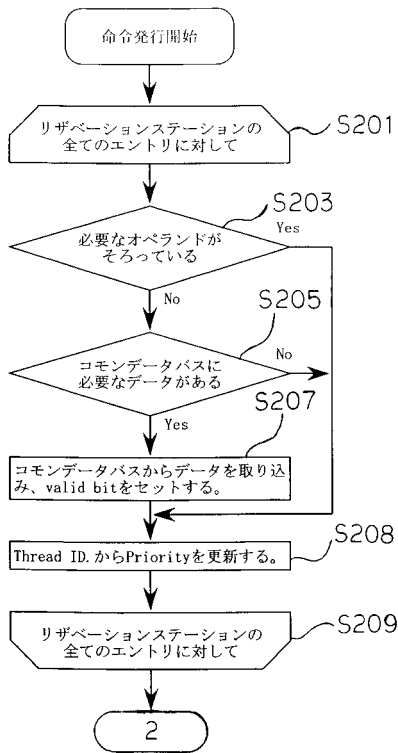 命令発行開始
リザベーションステーションの
全てのエントリに対して
S201
S203
必要なオペランドが
そろっている
Yes
No
S205
コモンデータバスに
必要なデータがある
No
Yes
S207
コモンデータバスからデータを取り込
み、valid bitをセットする。
S208
Thread ID.からPriorityを更新する。
リザベーションステーションの
全てのエントリに対して
S209
2